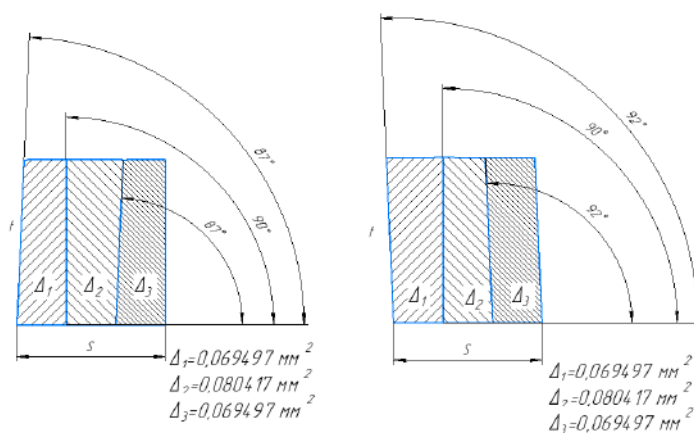 87°
90°
87°
t
Δ₁ Δ₂ Δ₃
S
Δ₁=0,069497 мм²
Δ₂=0,080417 мм²
Δ₃=0,069497 мм²
92°
90°
92°
t
Δ₁ Δ₂ Δ₃
S
Δ₁=0,069497 мм²
Δ₂=0,080417 мм²
Δ₃=0,069497 мм²